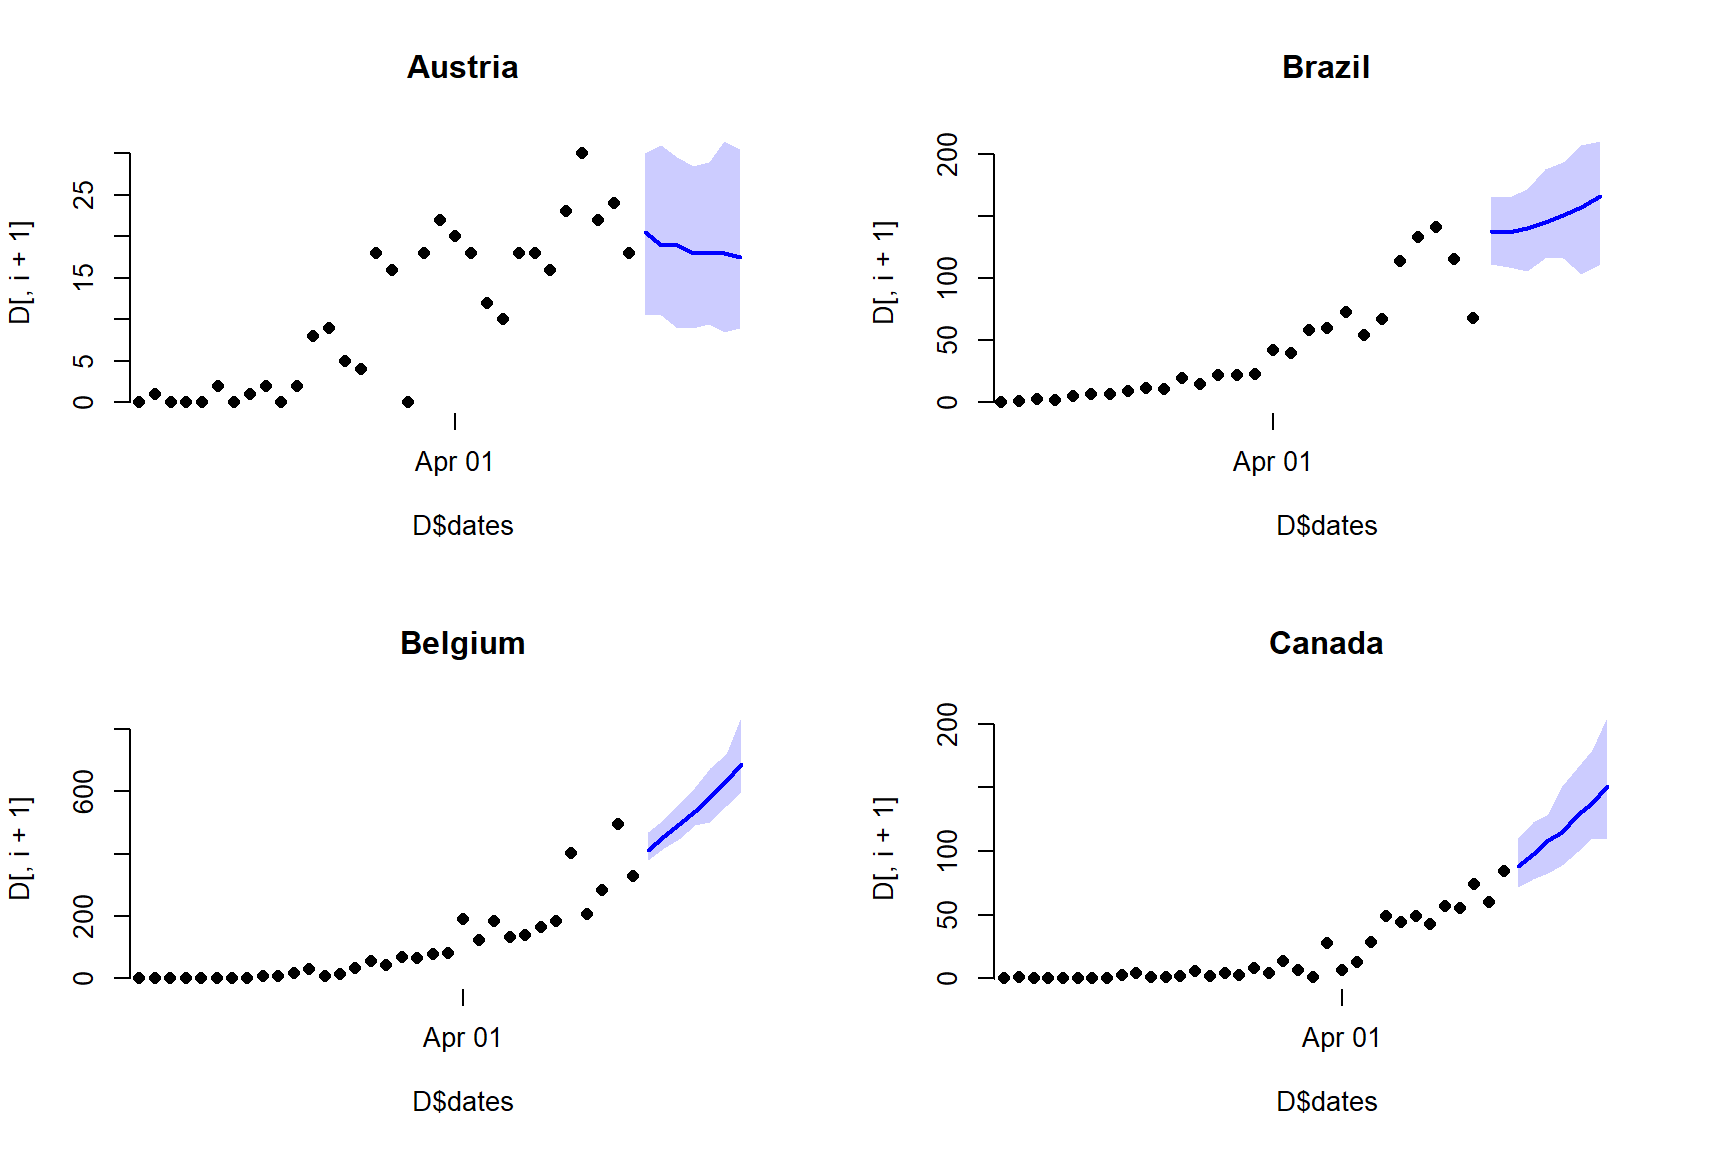 Austria
D[, i + 1]
0 5 15 25
Apr 01
D$dates
Brazil
D[, i + 1]
0 50 100 200
Apr 01
D$dates
Belgium
D[, i + 1]
0 200 600
Apr 01
D$dates
Canada
D[, i + 1]
0 50 100 200
Apr 01
D$dates